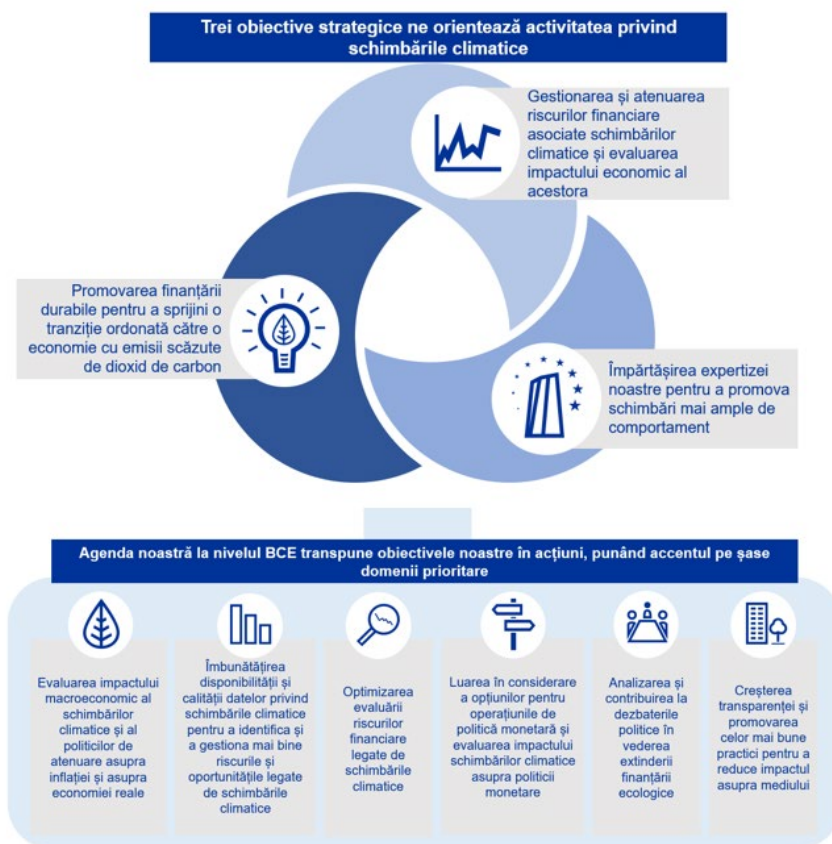 Trei obiective strategice ne orientează activitatea privind
schimbările climatice
Gestionarea și atenuarea
riscurilor financiare
asociate schimbărilor
climatice și evaluarea
impactului economic al
acestora
Promovarea finanțării
durabile pentru a sprijini o
tranziție ordonată către o
economie cu emisii scăzute
de dioxid de carbon
Împărtășirea expertizei
noastre pentru a promova
schimbări mai ample de
comportament
Agenda noastră la nivelul BCE transpune obiectivele noastre în acțiuni, punând accentul pe șase
domenii prioritare
Evaluarea impactului
macroeconomic al
schimbărilor
climatice și al
politicilor de
atenuare asupra
inflației și asupra
economiei reale
Îmbunătățirea
disponibilității și
calității datelor privind
schimbările climatice
pentru a identifica și
a gestiona mai bine
riscurile și
oportunitățile legate
de schimbările
climatice
Optimizarea
evaluării
riscurilor
financiare
legate de
schimbările
climatice
Luarea în considerare
a opțiunilor pentru
operațiunile de
politică monetară și
evaluarea impactului
schimbărilor climatice
asupra politicii
monetare
Analizarea și
contribuirea la
dezbaterile
politice în
vederea
extinderii
finanțării
ecologice
Creșterea
transparenței și
promovarea
celor mai bune
practici pentru a
reduce impactul
asupra mediului